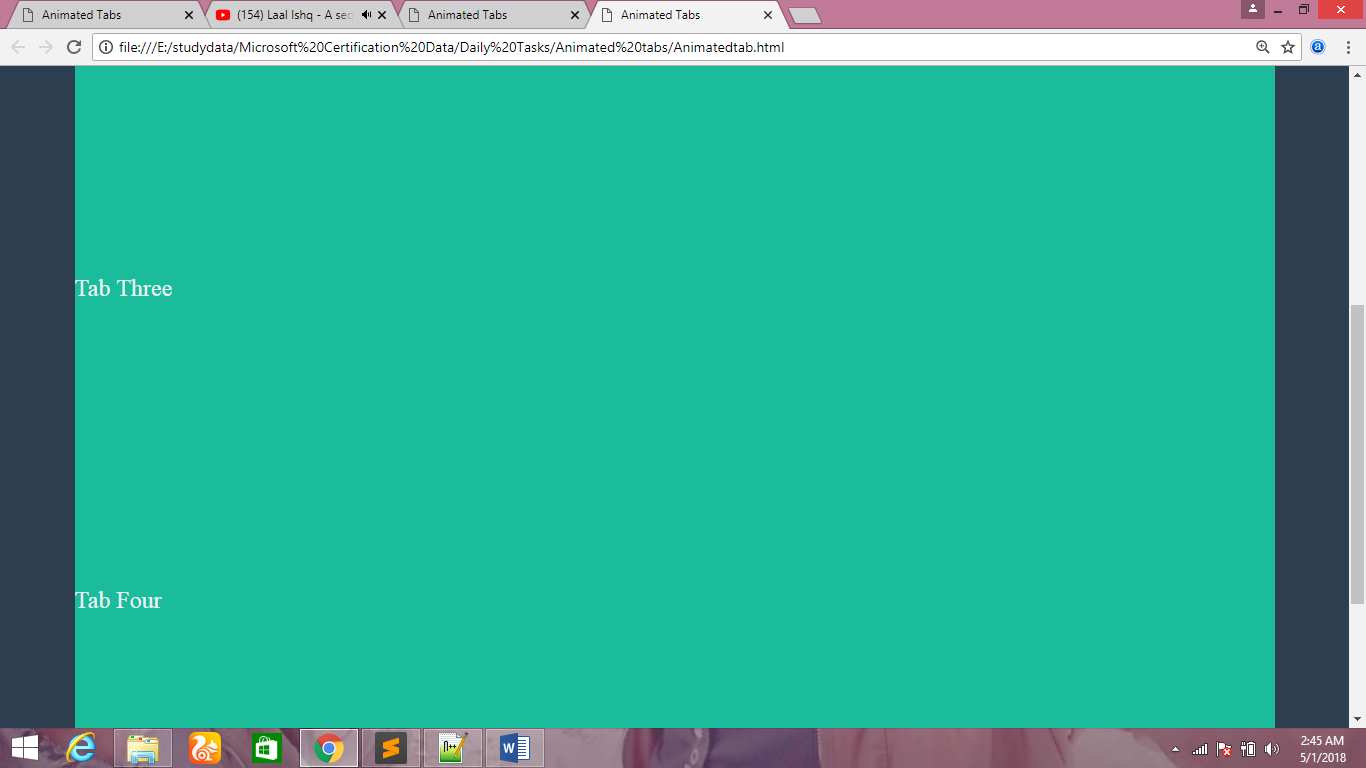 Animated Tabs
(154) Laal Ishq - A sec
Animated Tabs
Animated Tabs
file:///E:/studydata/Microsoft%20Certification%20Data/Daily%20Tasks/Animated%20tabs/Animatedtab.html
a
Tab Three
Tab Four
N++
W
2:45 AM
5/1/2018